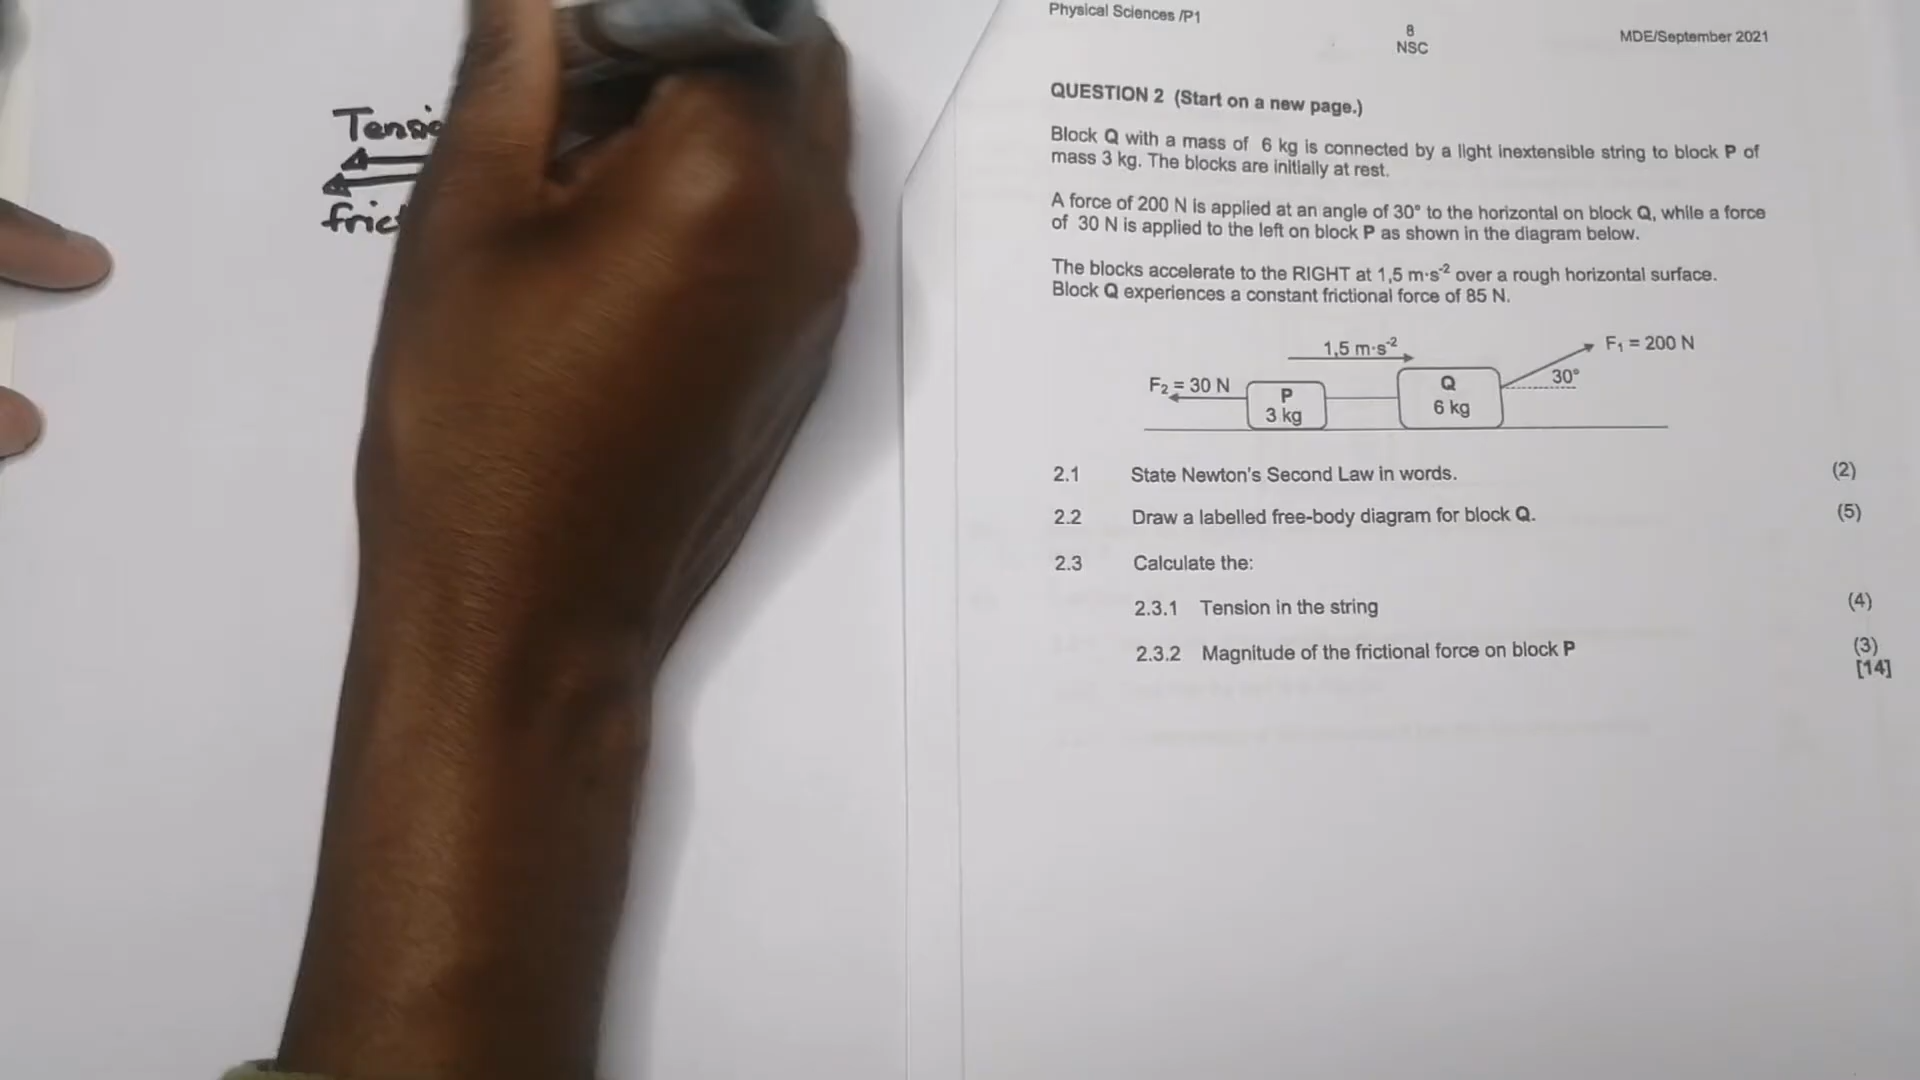 Tensio
fric
Physical Sciences /P1
8
NSC
MDE/September 2021
QUESTION 2 (Start on a new page.)
Block Q with a mass of 6 kg is connected by a light inextensible string to block P of
mass 3 kg. The blocks are initially at rest.
A force of 200 N is applied at an angle of 30° to the horizontal on block Q, while a force
of 30 N is applied to the left on block P as shown in the diagram below.
The blocks accelerate to the RIGHT at 1,5 m·s⁻² over a rough horizontal surface.
Block Q experiences a constant frictional force of 85 N.
1,5 m·s⁻²
F₁ = 200 N
30°
F₂ = 30 N
P
3 kg
Q
6 kg
2.1 State Newton's Second Law in words. (2)
2.2 Draw a labelled free-body diagram for block Q. (5)
2.3 Calculate the:
2.3.1 Tension in the string (4)
2.3.2 Magnitude of the frictional force on block P (3)
[14]